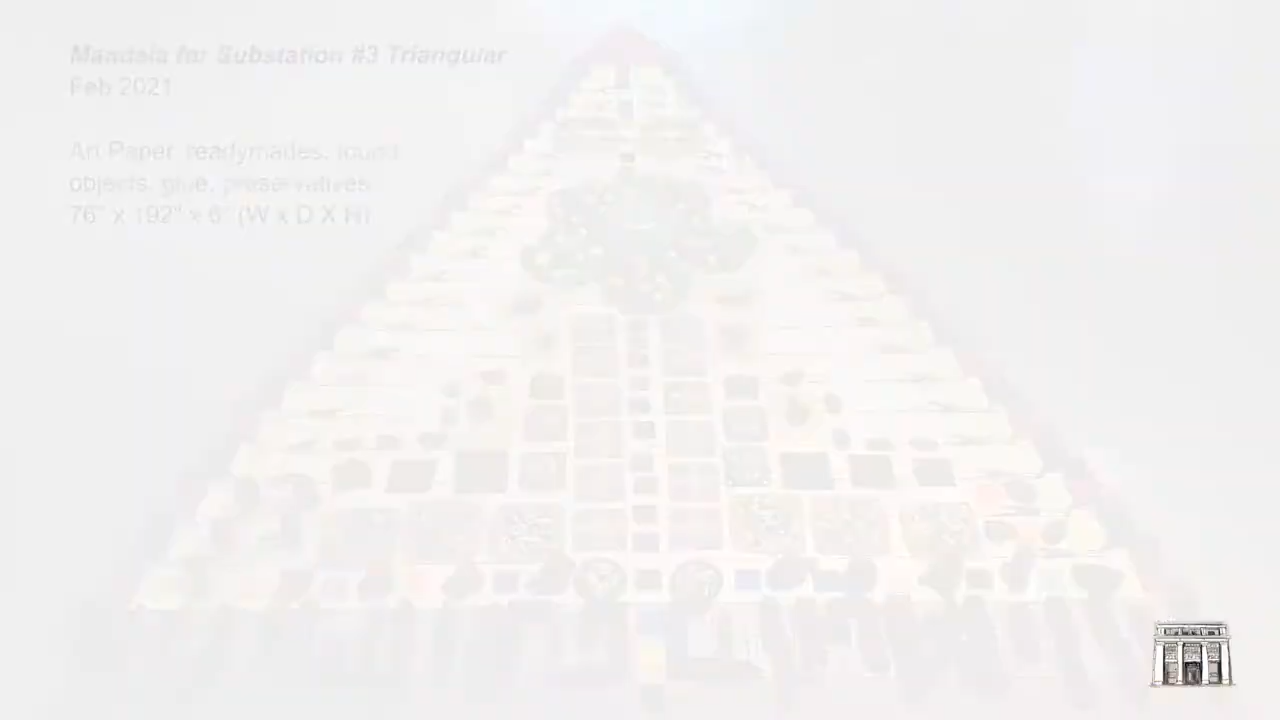 Mandala for Substation #3 Triangular
Feb 2021
Art Paper, readymades, found
objects, glue, preservatives
76" x 192" x 6" (W x D X H)